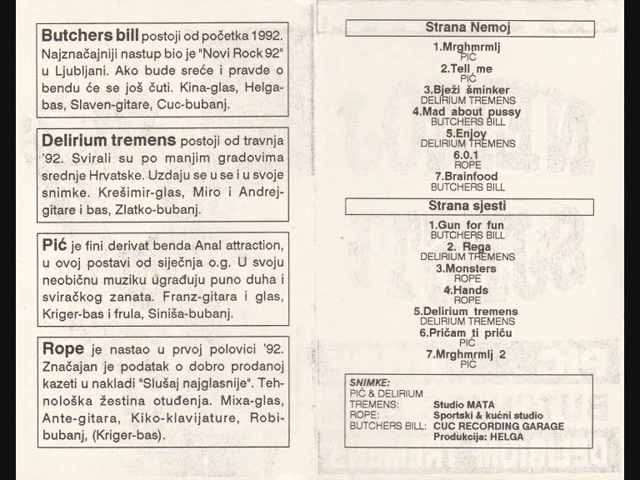 Butchers bill postoji od početka 1992.
Najznačajniji nastup bio je "Novi Rock 92"
u Ljubljani. Ako bude sreće i pravde o
bendu će se još čuti. Kina-glas, Helga-
bas, Slaven-gitare, Cuc-bubanj.
Delirium tremens postoji od travnja
'92. Svirali su po manjim gradovima
srednje Hrvatske. Uzdaju se u se i u svoje
snimke. Krešimir-glas, Miro i Andrej-
gitare i bas, Zlatko-bubanj.
Pić je fini derivat benda Anal attraction,
u ovoj postavi od siječnja o.g. U svoju
neobičnu muziku ugrađuju puno duha i
sviračkog zanata. Franz-gitara i glas,
Kriger-bas i frula, Siniša-bubanj.
Rope je nastao u prvoj polovici '92.
Značajan je podatak o dobro prodanoj
kazeti u nakladi "Slušaj najglasnije". Teh-
nološka žestina otuđenja. Mixa-glas,
Ante-gitara, Kiko-klavijature, Robi-
bubanj, (Kriger-bas).
Strana Nemoj
1.Mrghmrmlj
PIĆ
2.Tell me
PIĆ
3.Bježi šminker
DELIRIUM TREMENS
4.Mad about pussy
BUTCHERS BILL
5.Enjoy
DELIRIUM TREMENS
6.0.1
ROPE
7.Brainfood
BUTCHERS BILL
Strana sjesti
1.Gun for fun
BUTCHERS BILL
2. Rega
DELIRIUM TREMENS
3.Monsters
ROPE
4.Hands
ROPE
5.Delirium tremens
DELIRIUM TREMENS
6.Pričam ti priču
PIĆ
7.Mrghmrmlj 2
PIĆ
SNIMKE:
PIĆ & DELIRIUM
TREMENS: Studio MATA
ROPE: Sportski & kućni studio
BUTCHERS BILL: CUC RECORDING GARAGE
Produkcija: HELGA